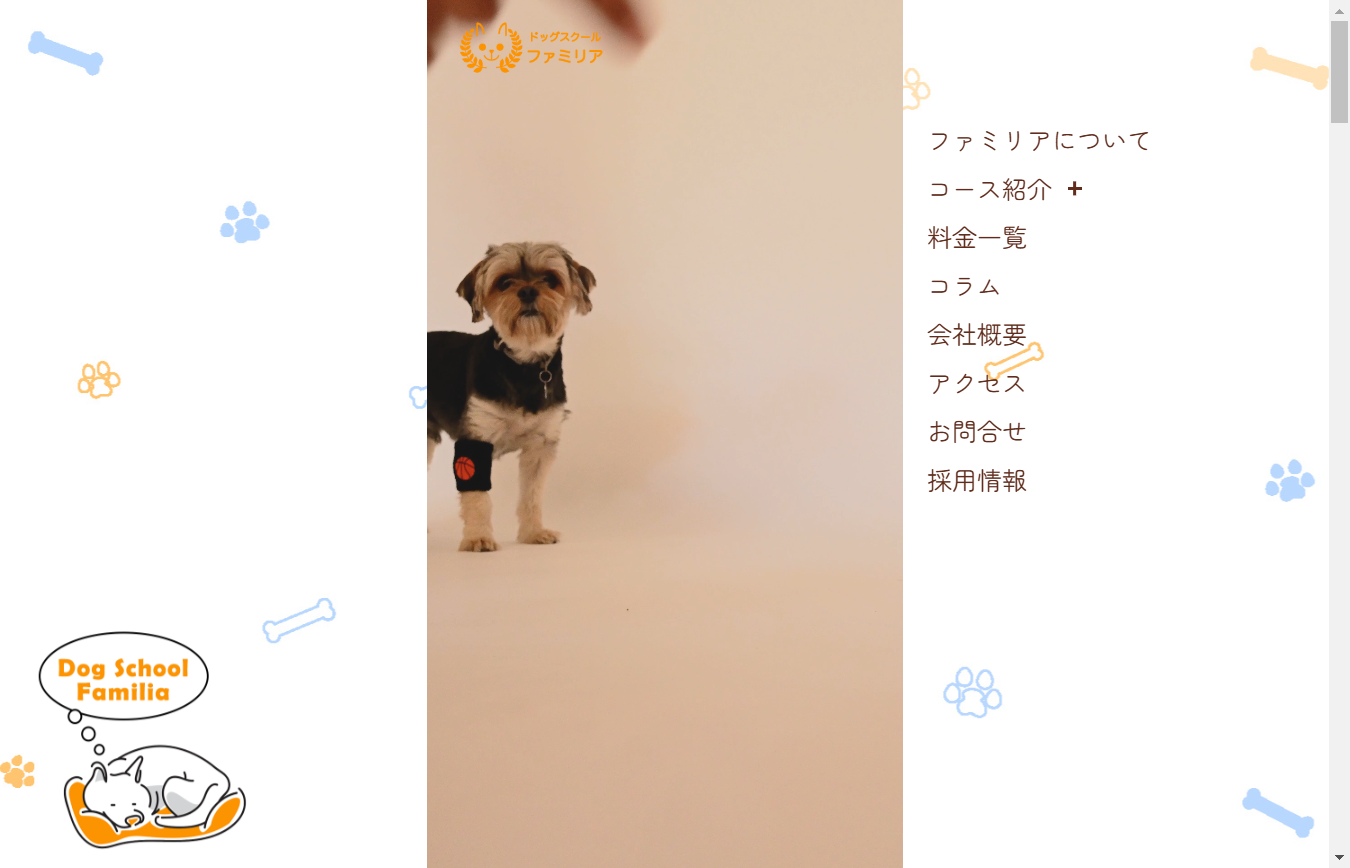 ドッグスクール
ファミリア
ファミリアについて
コース紹介 +
料金一覧
コラム
会社概要
アクセス
お問合せ
採用情報
Dog School
Familia